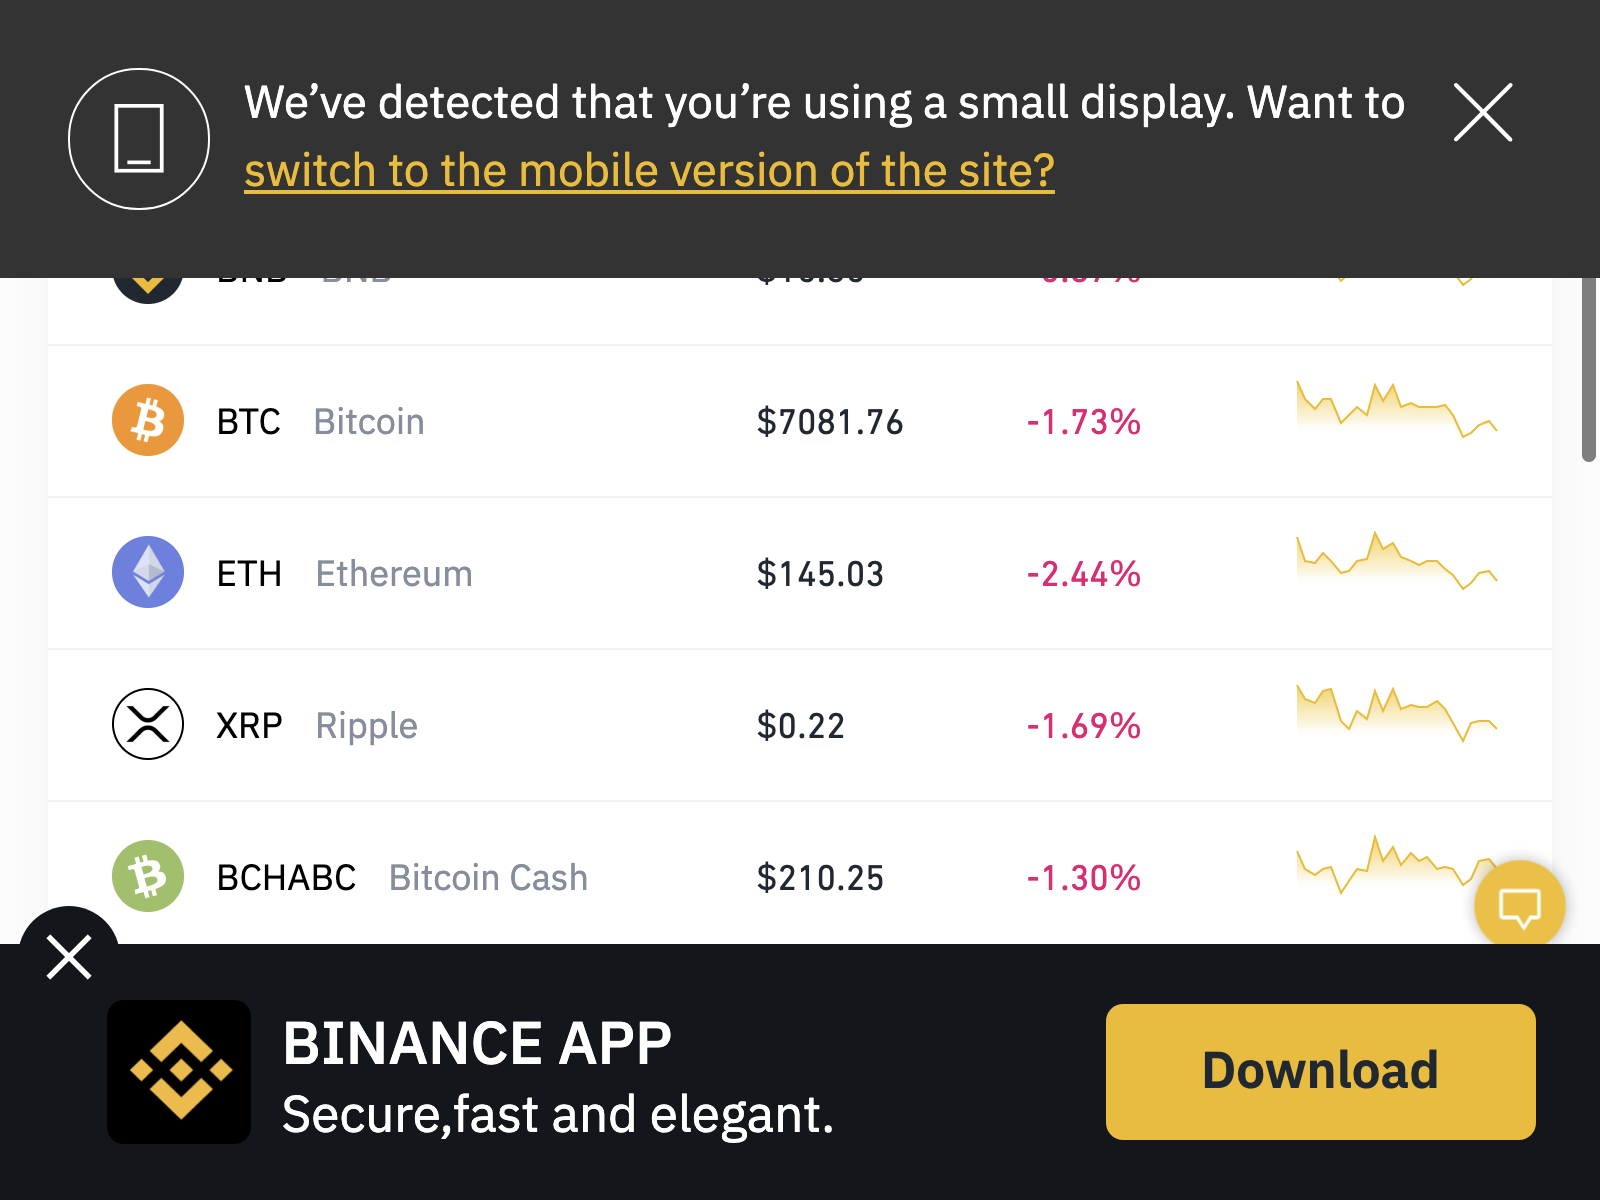 We’ve detected that you’re using a small display. Want to
switch to the mobile version of the site?
BNB BNB
BTC Bitcoin $7081.76 -1.73%
ETH Ethereum $145.03 -2.44%
XRP Ripple $0.22 -1.69%
BCHABC Bitcoin Cash $210.25 -1.30%
BINANCE APP
Secure,fast and elegant.
Download